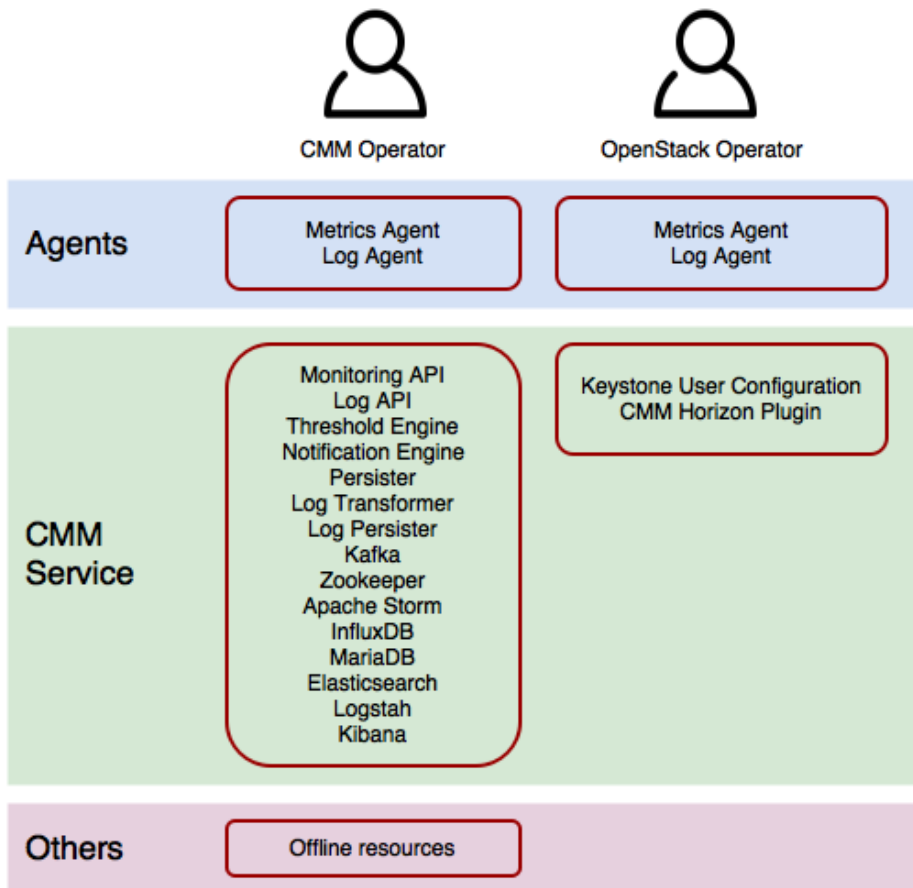 CMM Operator
OpenStack Operator
Agents
Metrics Agent
Log Agent
Metrics Agent
Log Agent
CMM
Service
Monitoring API
Log API
Threshold Engine
Notification Engine
Persister
Log Transformer
Log Persister
Kafka
Zookeeper
Apache Storm
InfluxDB
MariaDB
Elasticsearch
Logstah
Kibana
Keystone User Configuration
CMM Horizon Plugin
Others
Offline resources